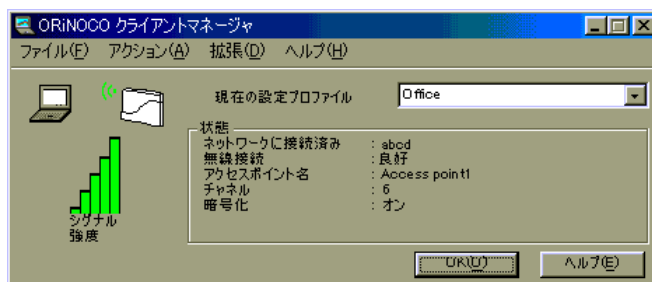 ORiNOCO クライアントマネージャ
ファイル(F) アクション(A) 拡張(D) ヘルプ(H)
現在の設定プロファイル Office
状態
ネットワークに接続済み : abcd
無線接続 : 良好
アクセスポイント名 : Access point1
チャネル : 6
暗号化 : オン
シグナル
強度
OK(U) ヘルプ(E)